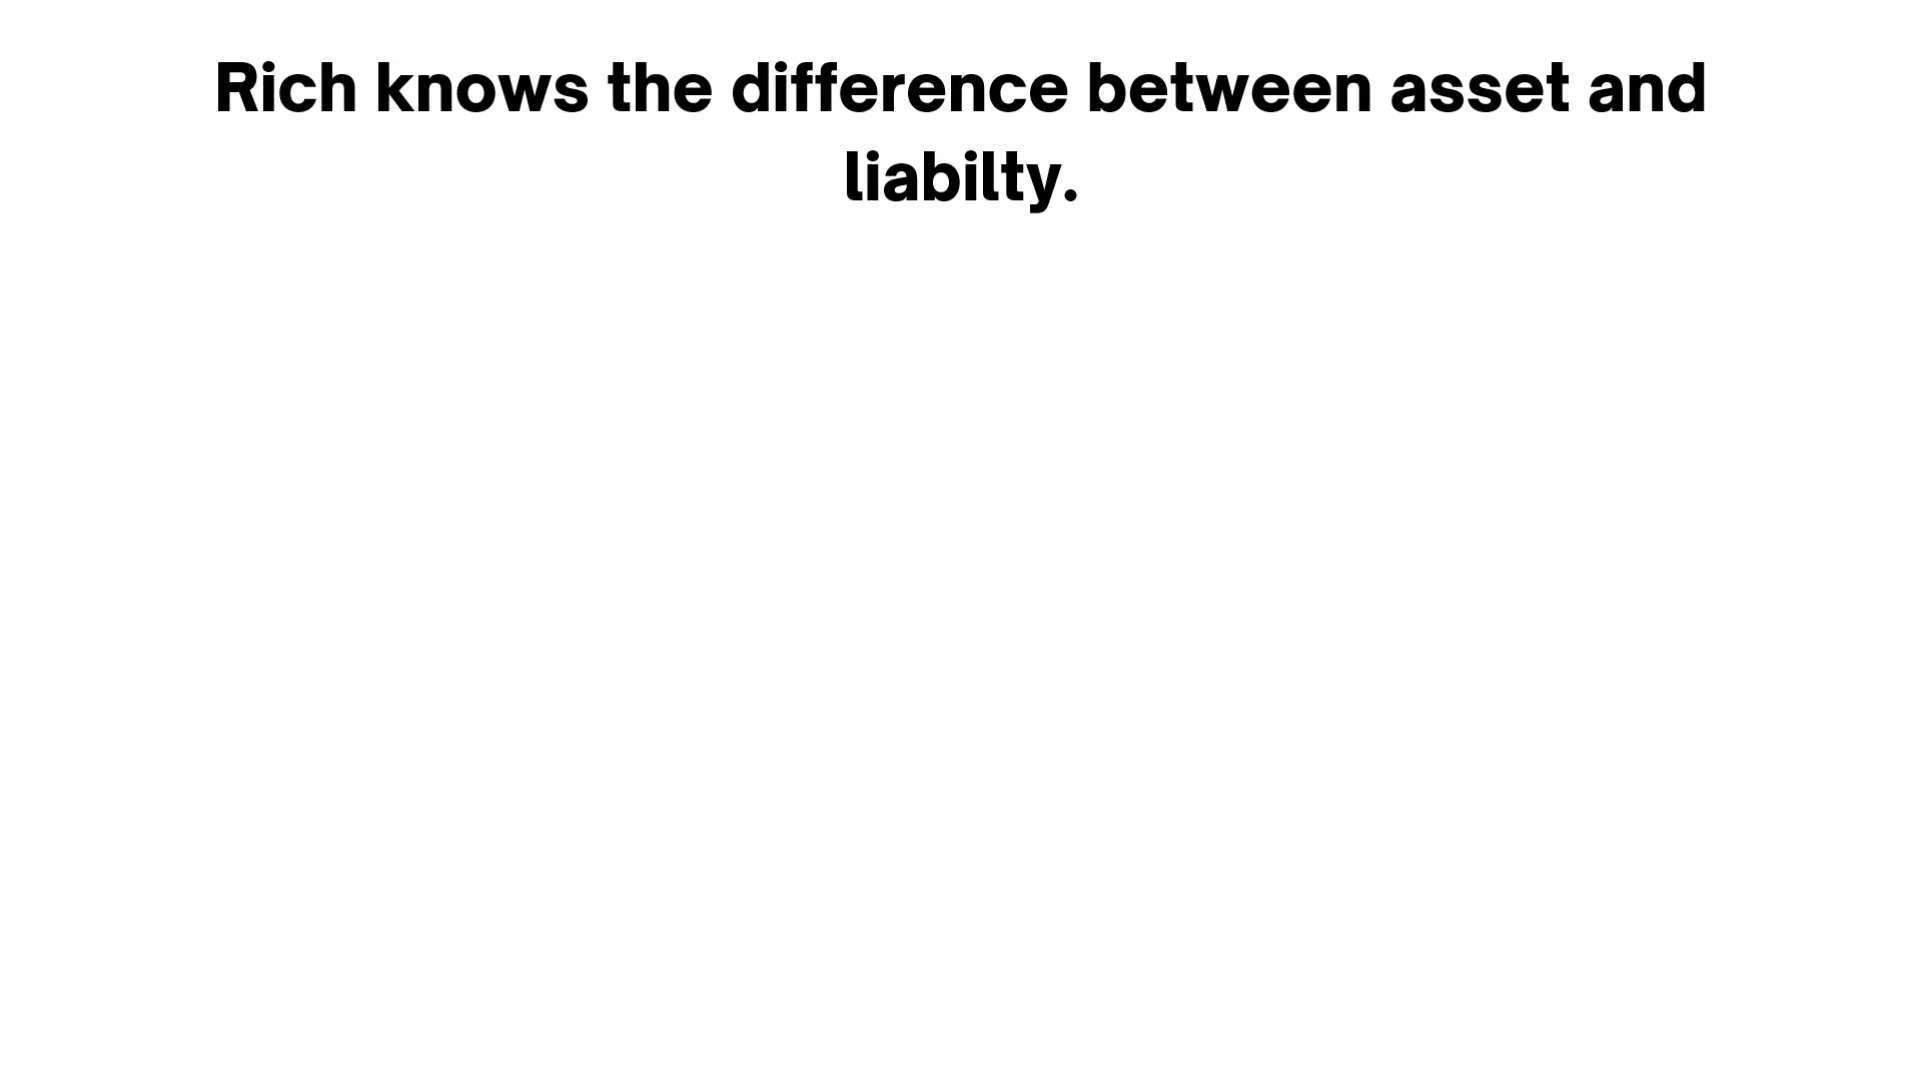 Rich knows the difference between asset and
liabilty.